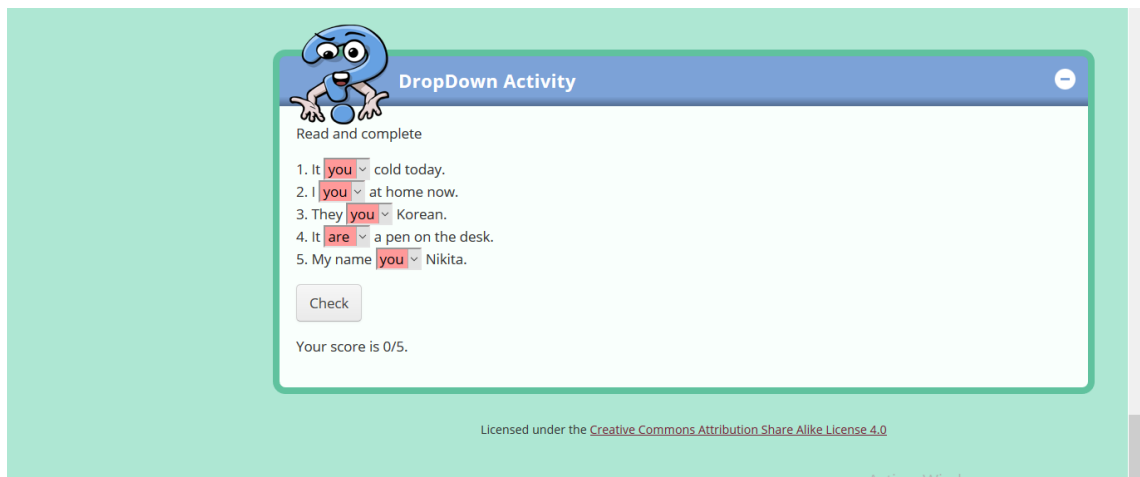 DropDown Activity
Read and complete
1. It you cold today.
2. I you at home now.
3. They you Korean.
4. It are a pen on the desk.
5. My name you Nikita.
Check
Your score is 0/5.
Licensed under the Creative Commons Attribution Share Alike License 4.0